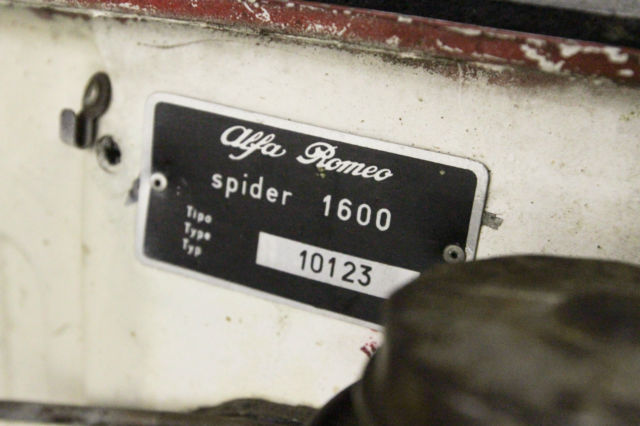 Alfa Romeo
spider 1600
Tipo
Type
Typ
10123